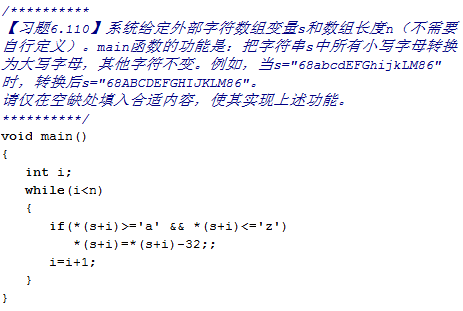 /**********
【习题6.110】系统给定外部字符数组变量s和数组长度n（不需要
自行定义）。main函数的功能是：把字符串s中所有小写字母转换
为大写字母，其他字符不变。例如，当s="68abcdEFGhijkLM86"
时，转换后s="68ABCDEFGHIJKLM86"。
请仅在空缺处填入合适内容，使其实现上述功能。
**********/
void main()
{
   int i;
   while(i<n)
   {
      if(*(s+i)>='a' && *(s+i)<='z')
         *(s+i)=*(s+i)-32;;
      i=i+1;
   }
}